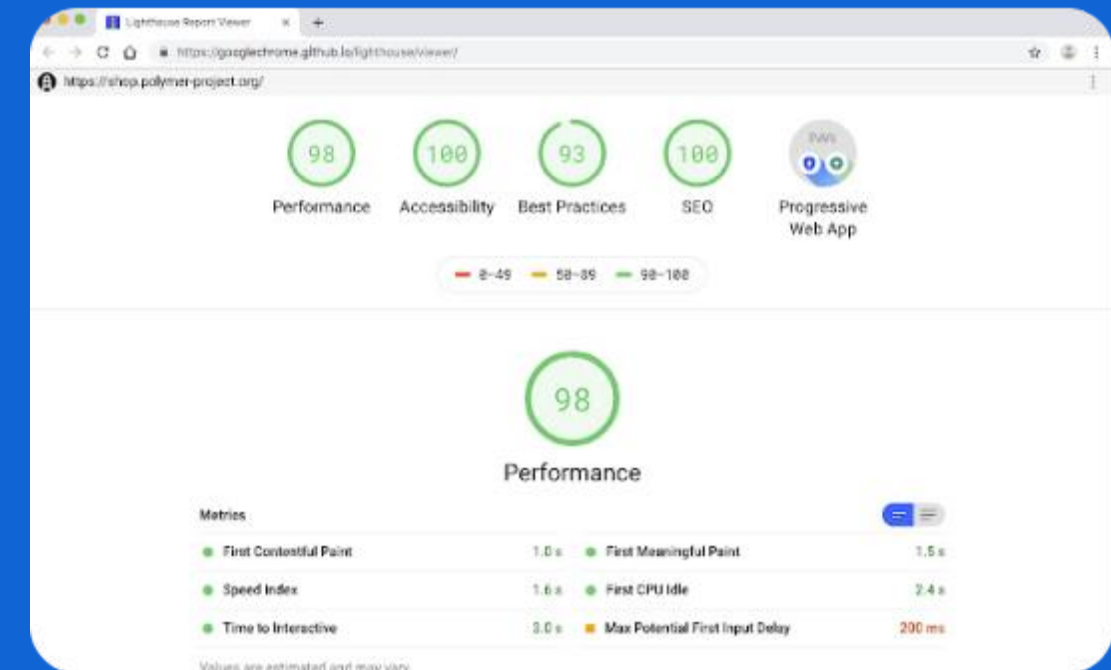 Lighthouse Report Viewer
https://googlechrome.github.io/lighthouse/viewer/
https://shop.polymer-project.org/
98
100
93
100
PWA
Performance
Accessibility
Best Practices
SEO
Progressive
Web App
0-49 50-89 90-100
98
Performance
Metrics
First Contentful Paint 1.0 s
First Meaningful Paint 1.5 s
Speed Index 1.6 s
First CPU Idle 2.4 s
Time to Interactive 3.0 s
Max Potential First Input Delay 200 ms
Values are estimated and may vary.